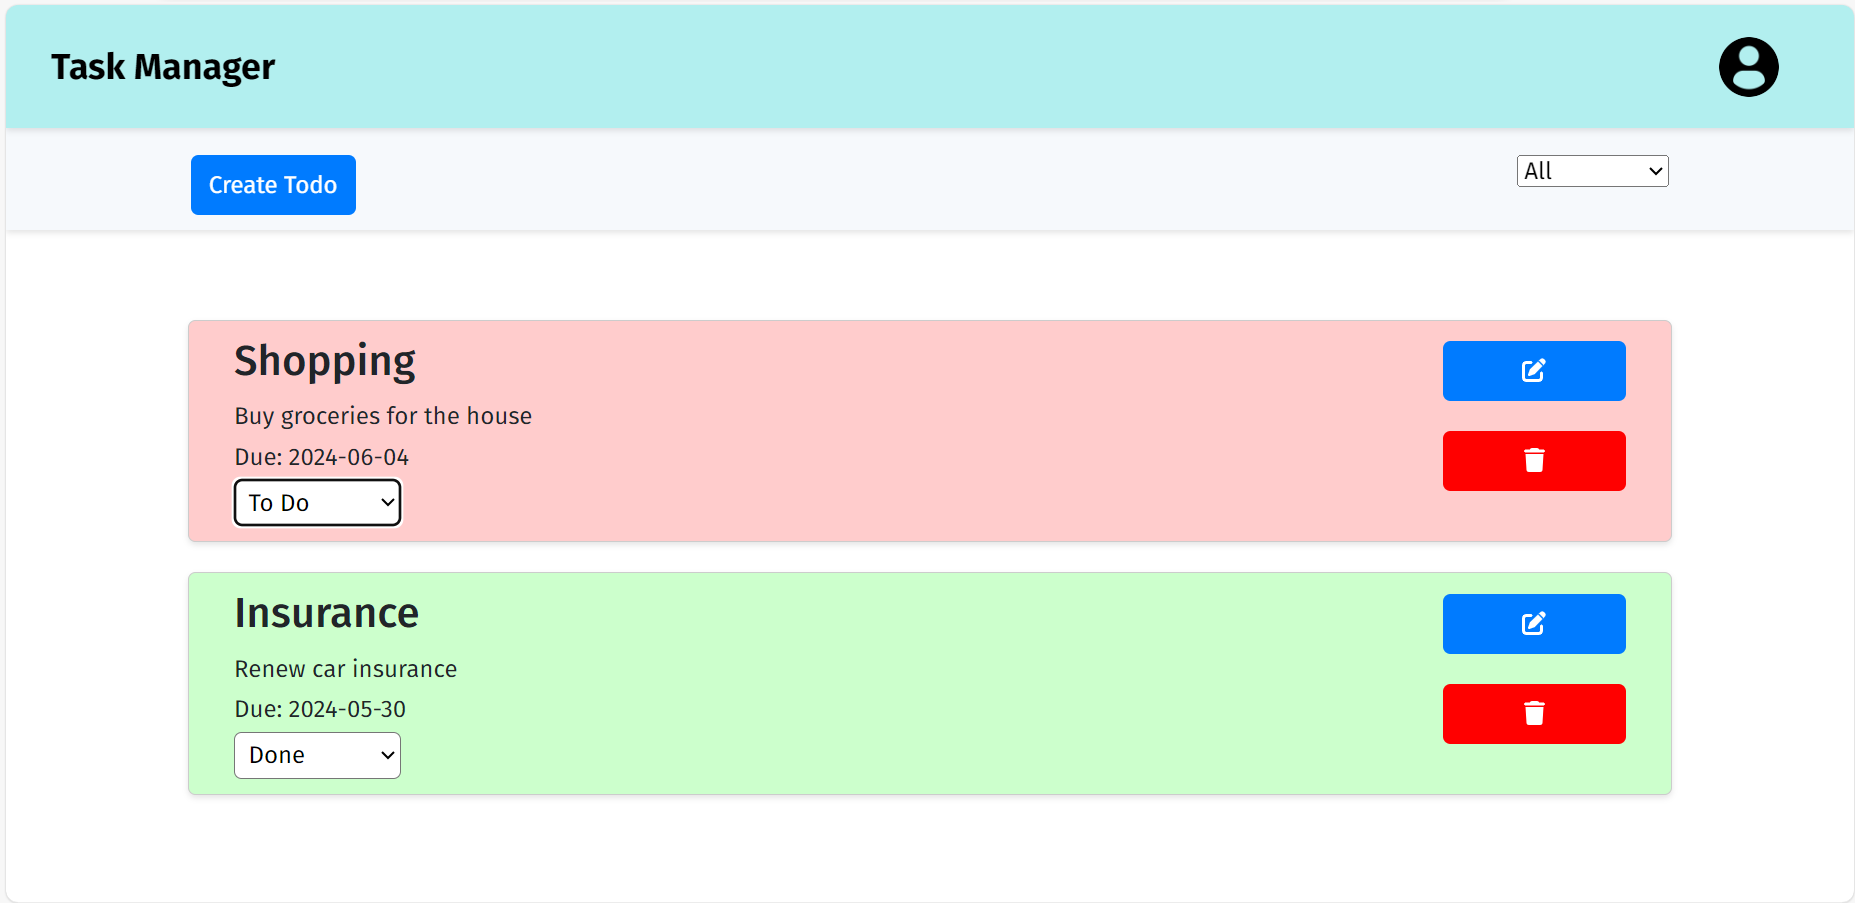 Task Manager
Create Todo
All
Shopping
Buy groceries for the house
Due: 2024-06-04
To Do
Insurance
Renew car insurance
Due: 2024-05-30
Done